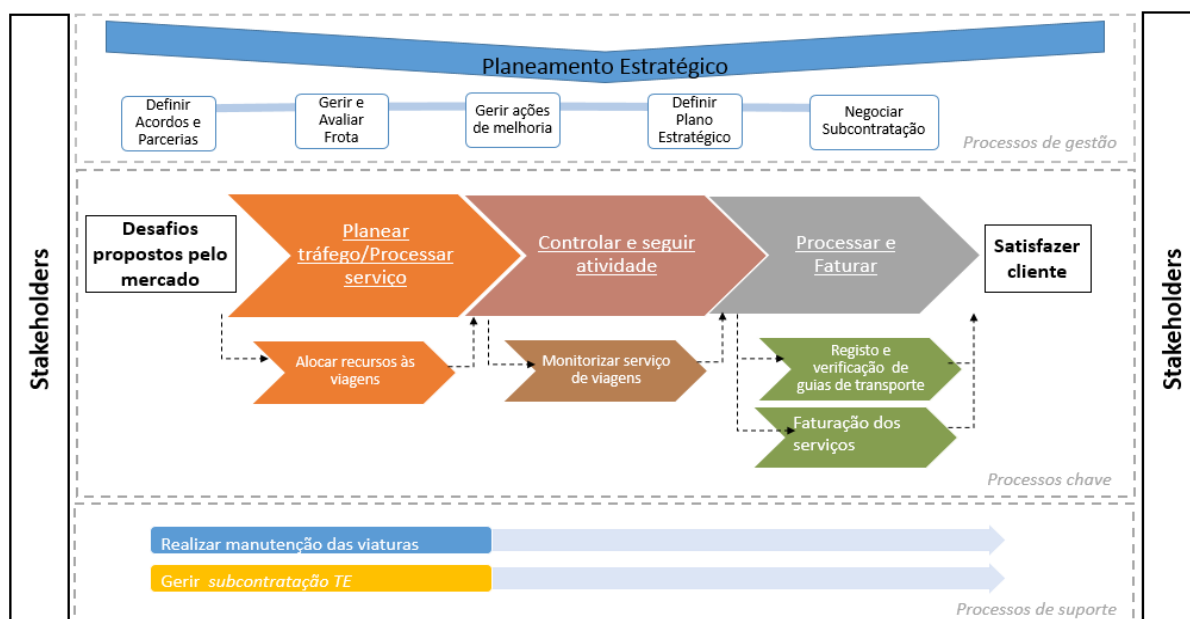 Stakeholders
Planeamento Estratégico
Definir
Acordos e
Parcerias
Gerir e
Avaliar
Frota
Gerir ações
de melhoria
Definir
Plano
Estratégico
Negociar
Subcontratação
Processos de gestão
Desafios
propostos pelo
mercado
Planear
tráfego/Processar
serviço
Controlar e seguir
atividade
Processar e
Faturar
Satisfazer
cliente
Alocar recursos às
viagens
Monitorizar serviço
de viagens
Registo e
verificação de
guias de transporte
Faturação dos
serviços
Processos chave
Realizar manutenção das viaturas
Gerir subcontratação TE
Processos de suporte
Stakeholders